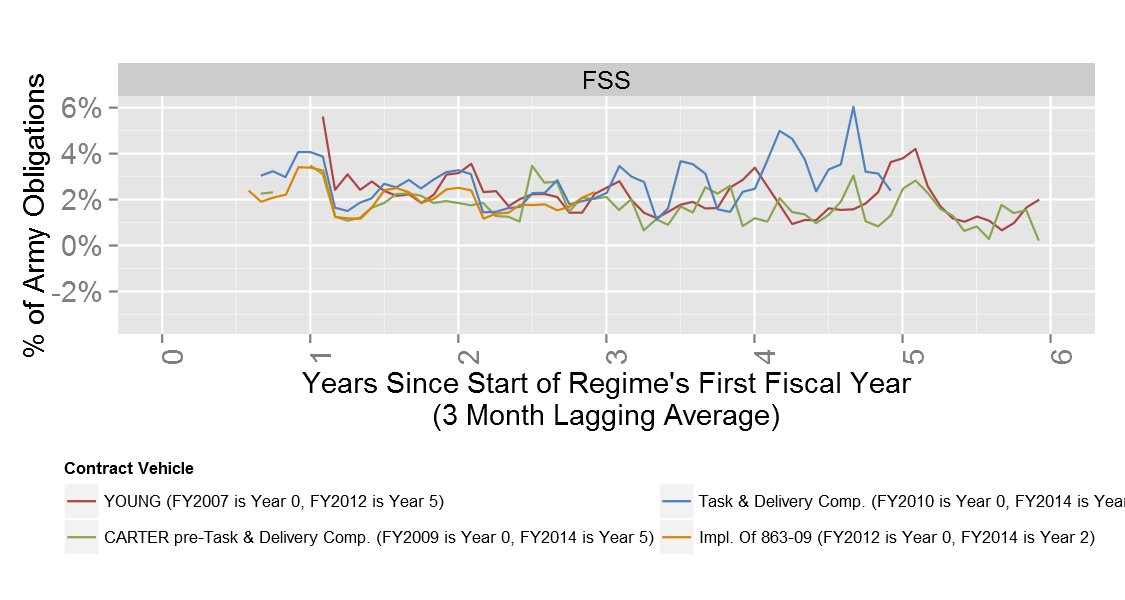 FSS
% of Army Obligations
6%
4%
2%
0%
-2%
0 1 2 3 4 5 6
Years Since Start of Regime's First Fiscal Year
(3 Month Lagging Average)
Contract Vehicle
YOUNG (FY2007 is Year 0, FY2012 is Year 5)
Task & Delivery Comp. (FY2010 is Year 0, FY2014 is Year
CARTER pre-Task & Delivery Comp. (FY2009 is Year 0, FY2014 is Year 5)
Impl. Of 863-09 (FY2012 is Year 0, FY2014 is Year 2)